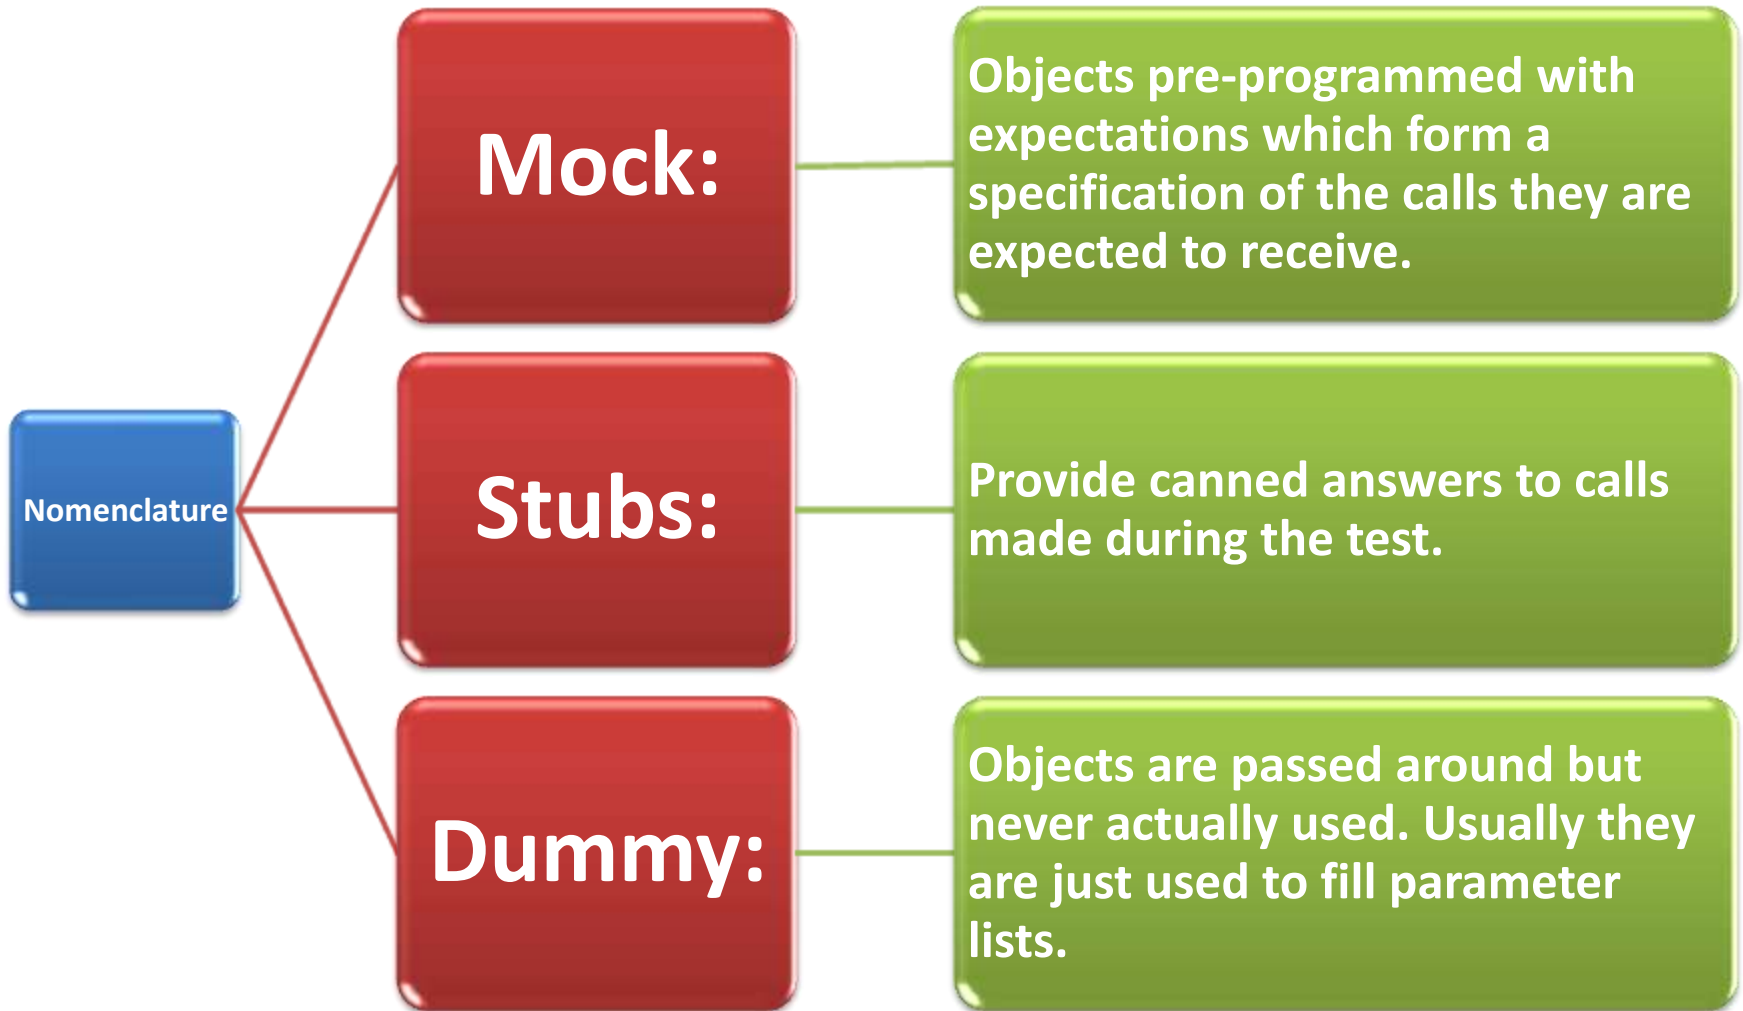 Nomenclature
Mock:
Objects pre-programmed with
expectations which form a
specification of the calls they are
expected to receive.
Stubs:
Provide canned answers to calls
made during the test.
Dummy:
Objects are passed around but
never actually used. Usually they
are just used to fill parameter
lists.